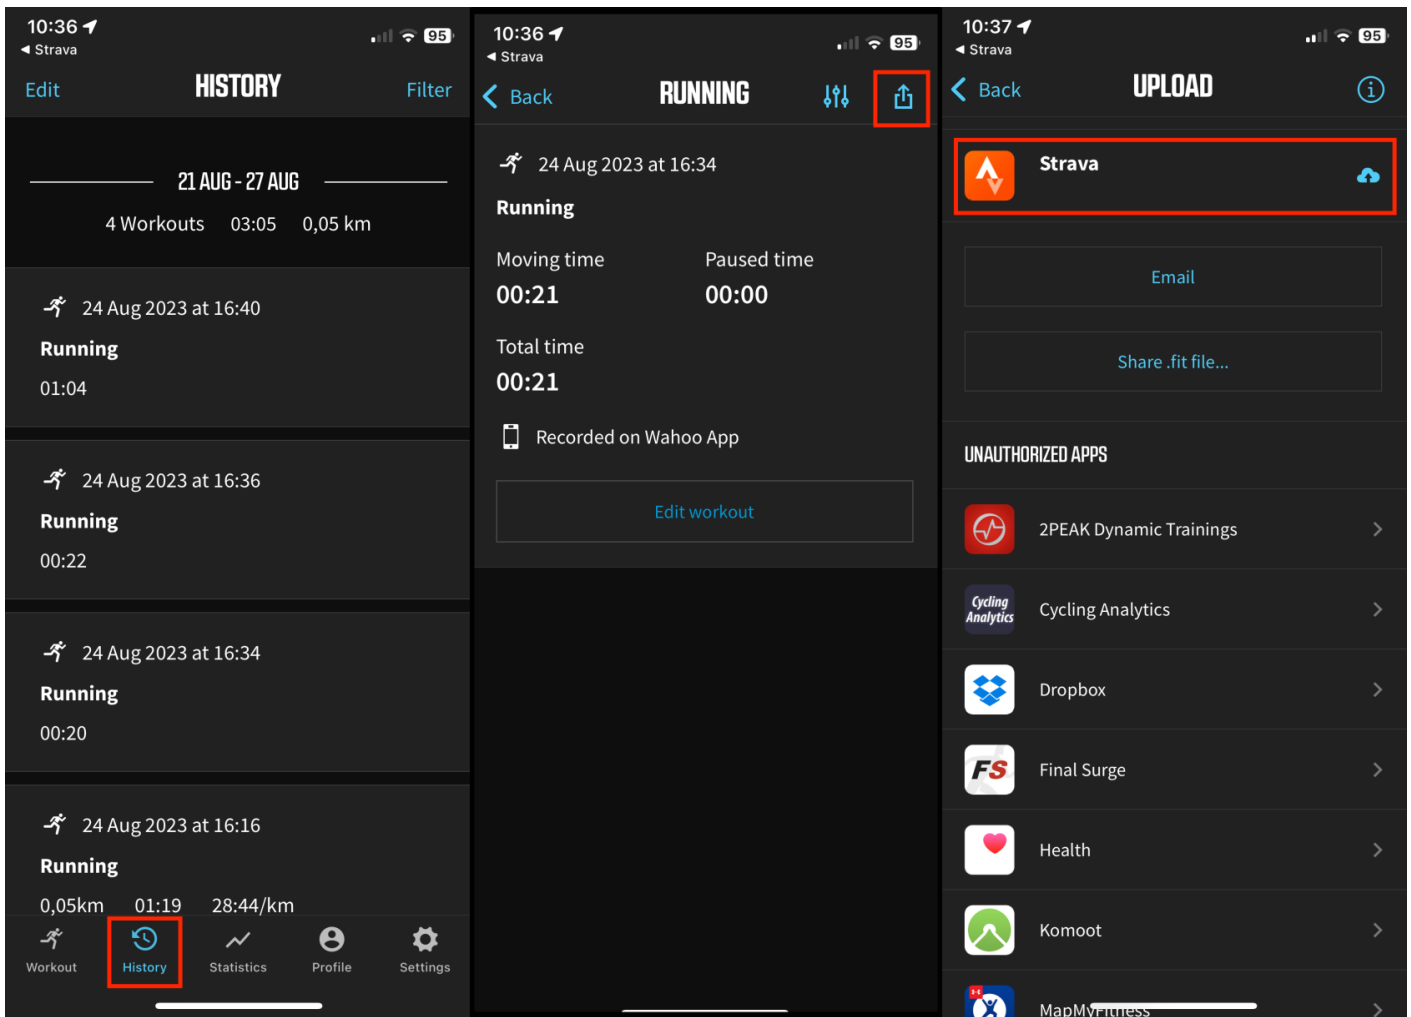 10:36
95
◀ Strava
Edit
HISTORY
Filter
21 AUG - 27 AUG
4 Workouts 03:05 0,05 km
24 Aug 2023 at 16:40
Running
01:04
24 Aug 2023 at 16:36
Running
00:22
24 Aug 2023 at 16:34
Running
00:20
24 Aug 2023 at 16:16
Running
0,05km 01:19 28:44/km
Workout
History
Statistics
Profile
Settings
10:36
95
◀ Strava
Back
RUNNING
24 Aug 2023 at 16:34
Running
Moving time Paused time
00:21 00:00
Total time
00:21
Recorded on Wahoo App
Edit workout
10:37
95
◀ Strava
Back
UPLOAD
Strava
Email
Share .fit file...
UNAUTHORIZED APPS
2PEAK Dynamic Trainings
Cycling
Analytics
Cycling Analytics
Dropbox
FS
Final Surge
Health
Komoot
MapMyFitness